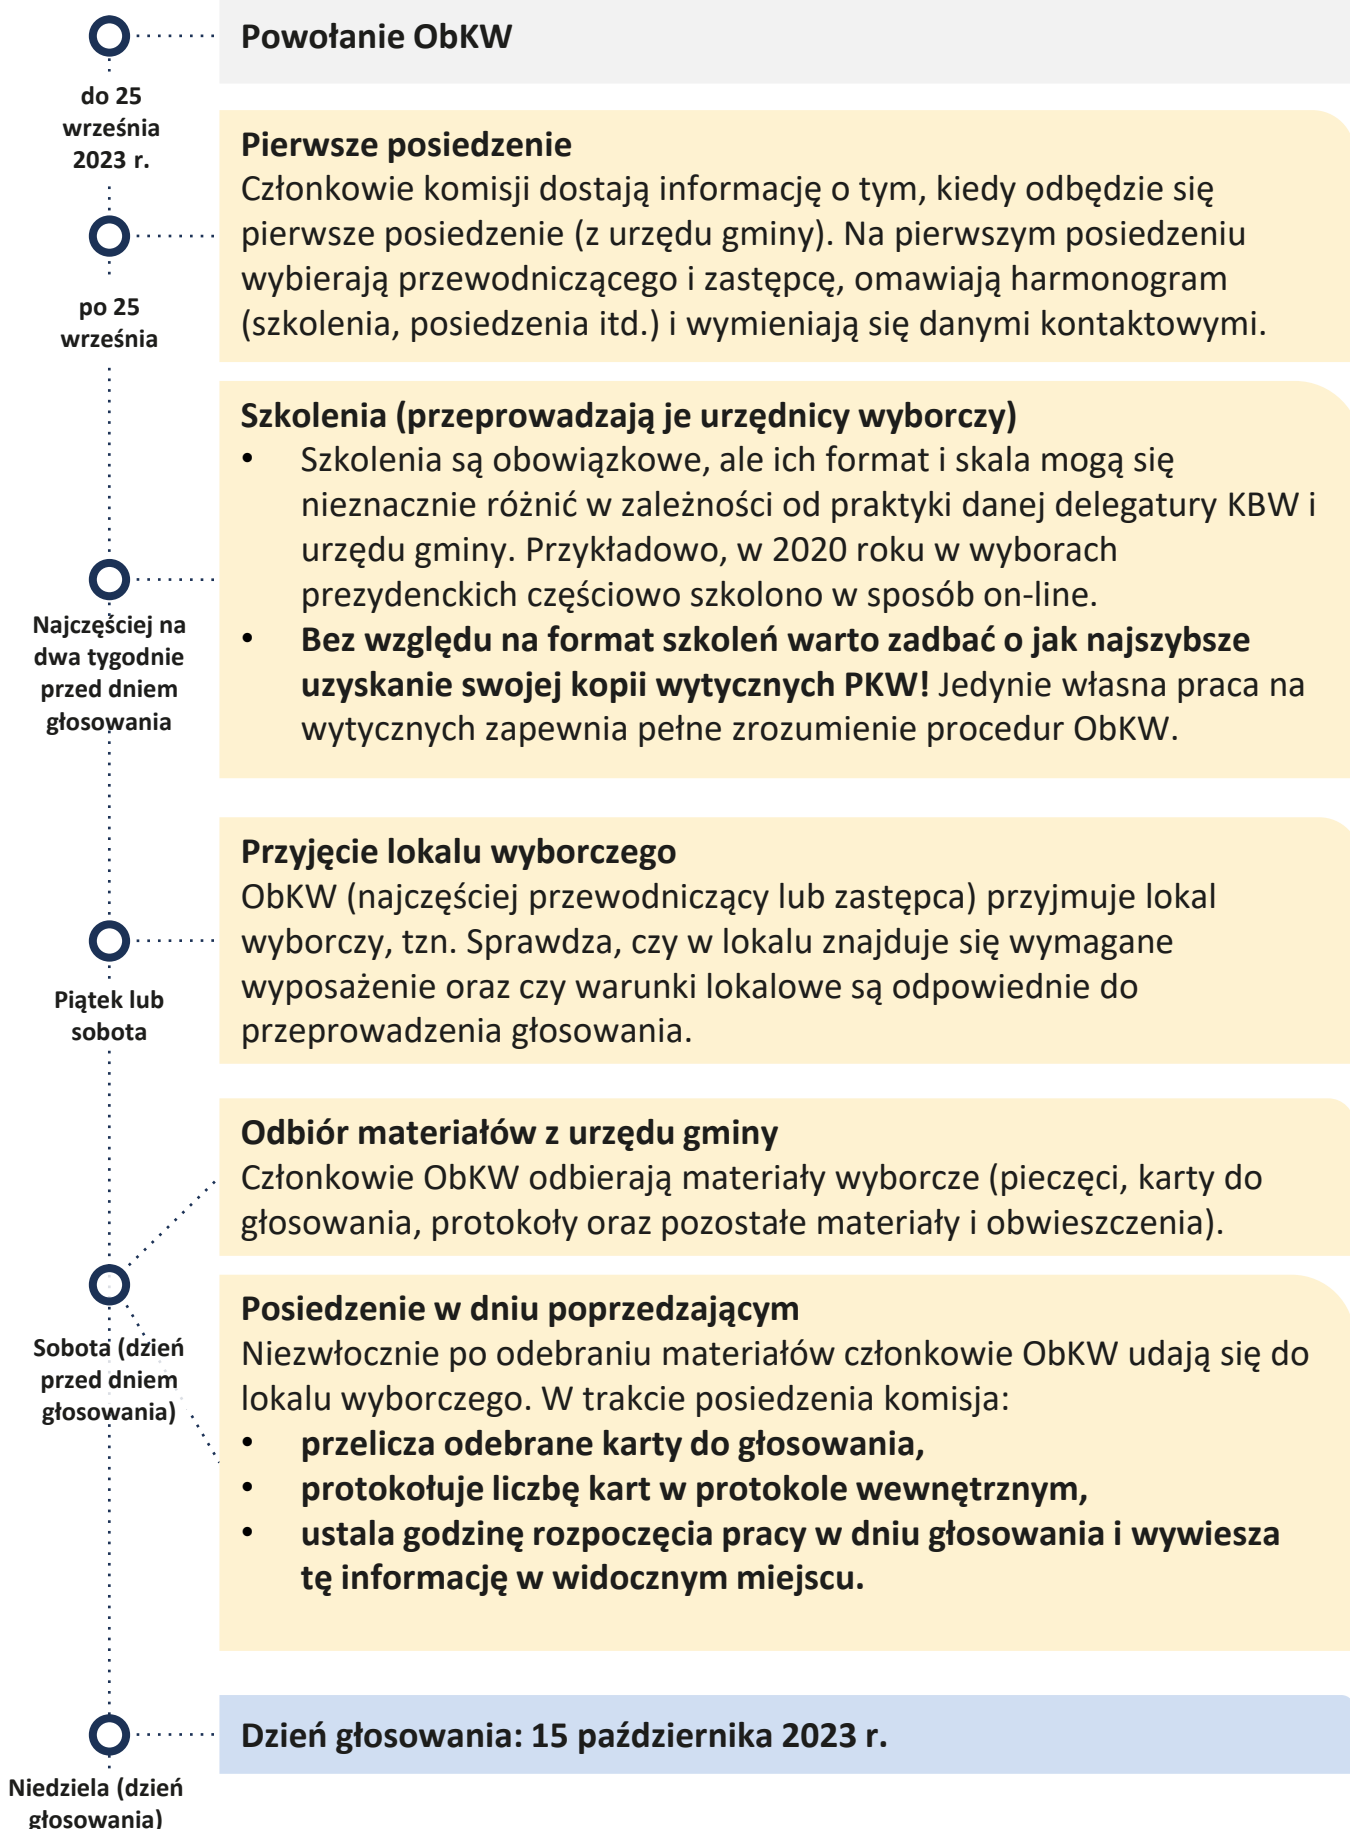 Powołanie ObKW
do 25
września
2023 r.
Pierwsze posiedzenie
Członkowie komisji dostają informację o tym, kiedy odbędzie się
pierwsze posiedzenie (z urzędu gminy). Na pierwszym posiedzeniu
wybierają przewodniczącego i zastępcę, omawiają harmonogram
(szkolenia, posiedzenia itd.) i wymieniają się danymi kontaktowymi.
po 25
września
Szkolenia (przeprowadzają je urzędnicy wyborczy)
• Szkolenia są obowiązkowe, ale ich format i skala mogą się
nieznacznie różnić w zależności od praktyki danej delegatury KBW i
urzędu gminy. Przykładowo, w 2020 roku w wyborach
prezydenckich częściowo szkolono w sposób on-line.
• Bez względu na format szkoleń warto zadbać o jak najszybsze
uzyskanie swojej kopii wytycznych PKW! Jedynie własna praca na
wytycznych zapewnia pełne zrozumienie procedur ObKW.
Najczęściej na
dwa tygodnie
przed dniem
głosowania
Przyjęcie lokalu wyborczego
ObKW (najczęściej przewodniczący lub zastępca) przyjmuje lokal
wyborczy, tzn. Sprawdza, czy w lokalu znajduje się wymagane
wyposażenie oraz czy warunki lokalowe są odpowiednie do
przeprowadzenia głosowania.
Piątek lub
sobota
Odbiór materiałów z urzędu gminy
Członkowie ObKW odbierają materiały wyborcze (pieczęci, karty do
głosowania, protokoły oraz pozostałe materiały i obwieszczenia).
Posiedzenie w dniu poprzedzającym
Niezwłocznie po odebraniu materiałów członkowie ObKW udają się do
lokalu wyborczego. W trakcie posiedzenia komisja:
• przelicza odebrane karty do głosowania,
• protokołuje liczbę kart w protokole wewnętrznym,
• ustala godzinę rozpoczęcia pracy w dniu głosowania i wywiesza
tę informację w widocznym miejscu.
Sobota (dzień
przed dniem
głosowania)
Dzień głosowania: 15 października 2023 r.
Niedziela (dzień
głosowania)